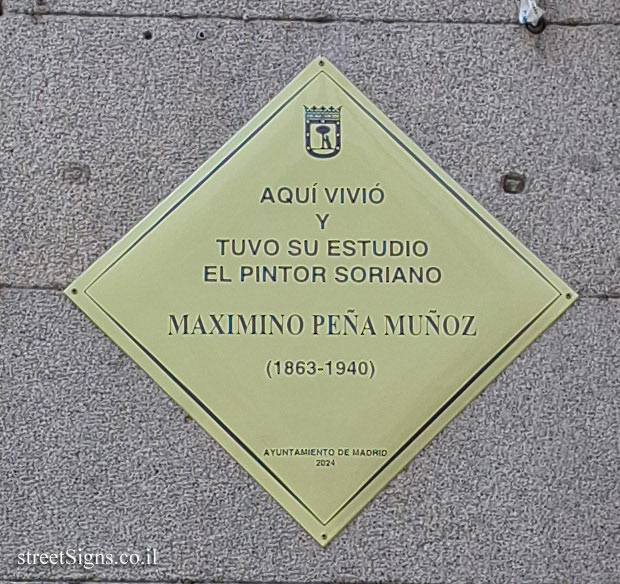 AQUÍ VIVIÓ
Y
TUVO SU ESTUDIO
EL PINTOR SORIANO
MAXIMINO PEÑA MUÑOZ
(1863-1940)
AYUNTAMIENTO DE MADRID
2024
streetSigns.co.il